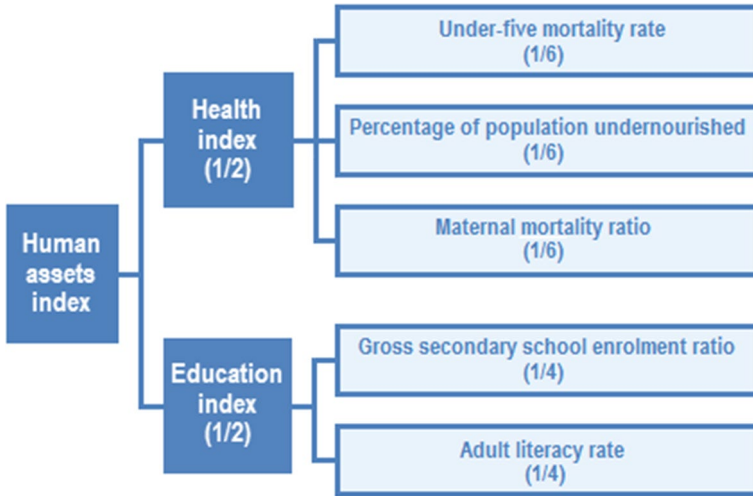 Human
assets
index
Health
index
(1/2)
Under-five mortality rate
(1/6)
Percentage of population undernourished
(1/6)
Maternal mortality ratio
(1/6)
Education
index
(1/2)
Gross secondary school enrolment ratio
(1/4)
Adult literacy rate
(1/4)